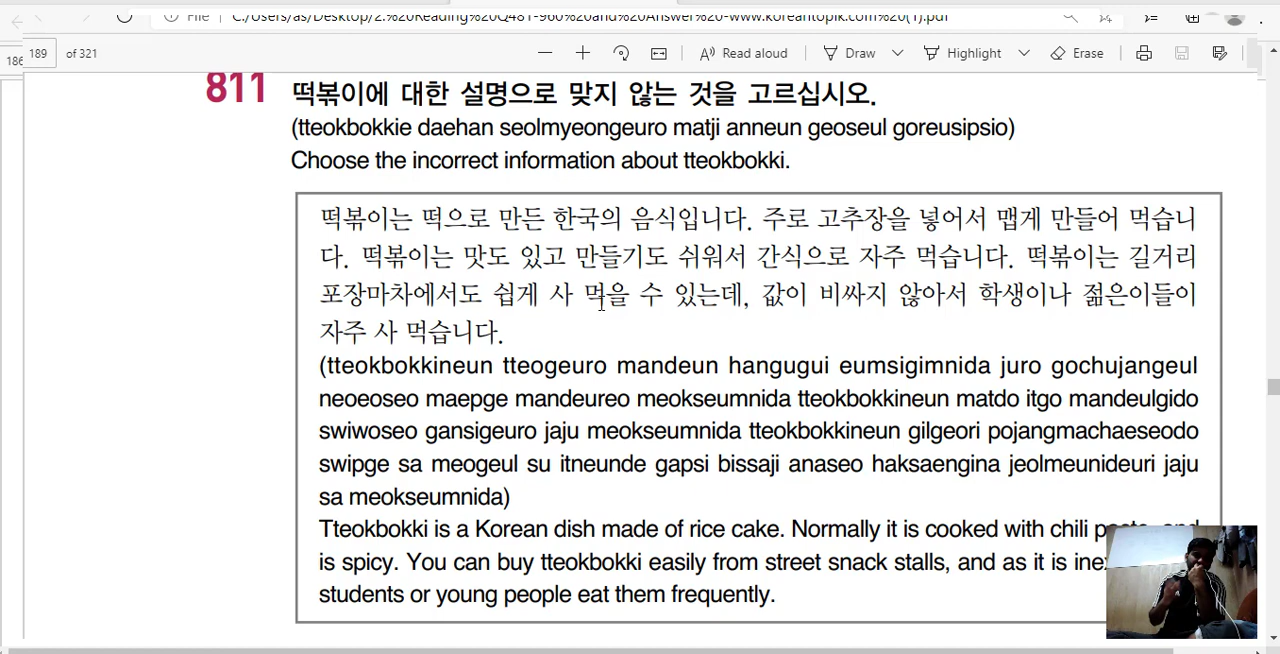 File C:/Users/as/Desktop/2.%20Reading%20Q481-960%20and%20Answer%20-www.koreantopik.com%20(1).pdf
186 189 of 321 Read aloud Draw Highlight Erase
811 떡볶이에 대한 설명으로 맞지 않는 것을 고르십시오.
(tteokbokkie daehan seolmyeongeuro matji anneun geoseul goreusipsio)
Choose the incorrect information about tteokbokki.
떡볶이는 떡으로 만든 한국의 음식입니다. 주로 고추장을 넣어서 맵게 만들어 먹습니
다. 떡볶이는 맛도 있고 만들기도 쉬워서 간식으로 자주 먹습니다. 떡볶이는 길거리
포장마차에서도 쉽게 사 먹을 수 있는데, 값이 비싸지 않아서 학생이나 젊은이들이
자주 사 먹습니다.
(tteokbokkineun tteogeuro mandeun hangugui eumsigimnida juro gochujangeul
neoeoseo maepge mandeureo meokseumnida tteokbokkineun matdo itgo mandeulgido
swiwoseo gansigeuro jaju meokseumnida tteokbokkineun gilgeori pojangmachaeseodo
swipge sa meogeul su itneunde gapsi bissaji anaseo haksaengina jeolmeunideuri jaju
sa meokseumnida)
Tteokbokki is a Korean dish made of rice cake. Normally it is cooked with chili
is spicy. You can buy tteokbokki easily from street snack stalls, and as it is
students or young people eat them frequently.